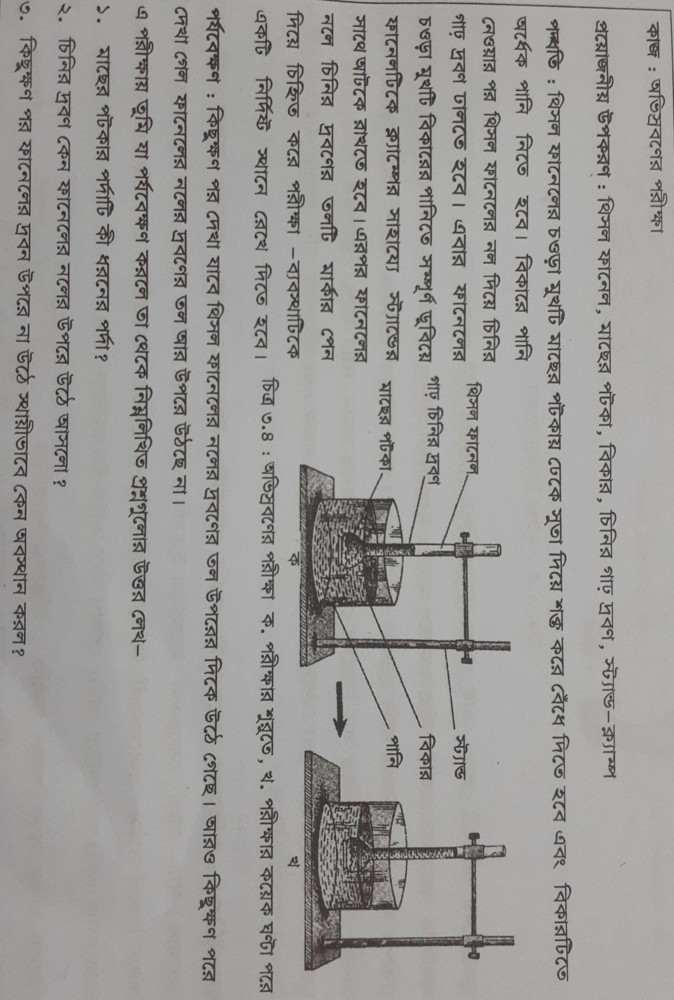 কাজ : অভিস্রবণের পরীক্ষা
প্রয়োজনীয় উপকরণ : থিসল ফানেল, মাছের পটকা, বিকার, চিনির গাঢ় দ্রবণ, স্ট্যান্ড–ক্ল্যাম্প
পদ্ধতি : থিসল ফানেলের চওড়া মুখটি মাছের পটকায় ঢেকে সুতা দিয়ে শক্ত করে বেঁধে দিতে হবে এবং বিকারটিতে
অর্ধেক পানি নিতে হবে। বিকারে পানি
নেওয়ার পর থিসল ফানেলের নল দিয়ে চিনির
গাঢ় দ্রবণ ঢালতে হবে। এবার ফানেলের
চওড়া মুখটি বিকারের পানিতে সম্পূর্ণ ডুবিয়ে
ফানেলটিকে ক্ল্যাম্পের সাহায্যে স্ট্যান্ডের
সাথে আটকে রাখতে হবে। এরপর ফানেলের
নলে চিনির দ্রবণের তলটি মার্কার পেন
দিয়ে চিহ্নিত করে পরীক্ষা –ব্যবস্থাটিকে
একটি নির্দিষ্ট স্থানে রেখে দিতে হবে।
থিসল ফানেল
গাঢ় চিনির দ্রবণ
মাছের পটকা
স্ট্যান্ড
বিকার
পানি
ক
খ
চিত্র ৩.৪ : অভিস্রবণের পরীক্ষা ক. পরীক্ষার শুরুতে, খ. পরীক্ষার কয়েক ঘণ্টা পরে
পর্যবেক্ষণ : কিছুক্ষণ পর দেখা যাবে থিসল ফানেলের নলের দ্রবণের তল উপরের দিকে উঠে গেছে। আরও কিছুক্ষণ পরে
দেখা গেল ফানেলের নলের দ্রবণের তল আর উপরে উঠছে না।
এ পরীক্ষায় তুমি যা পর্যবেক্ষণ করলে তা থেকে নিম্নলিখিত প্রশ্নগুলোর উত্তর লেখ–
১. মাছের পটকার পর্দাটি কী ধরনের পর্দা?
২. চিনির দ্রবণ কেন ফানেলের নলের উপরে উঠে আসলো?
৩. কিছুক্ষণ পর ফানেলের দ্রবন উপরে না উঠে স্থায়ীভাবে কেন অবস্থান করল?